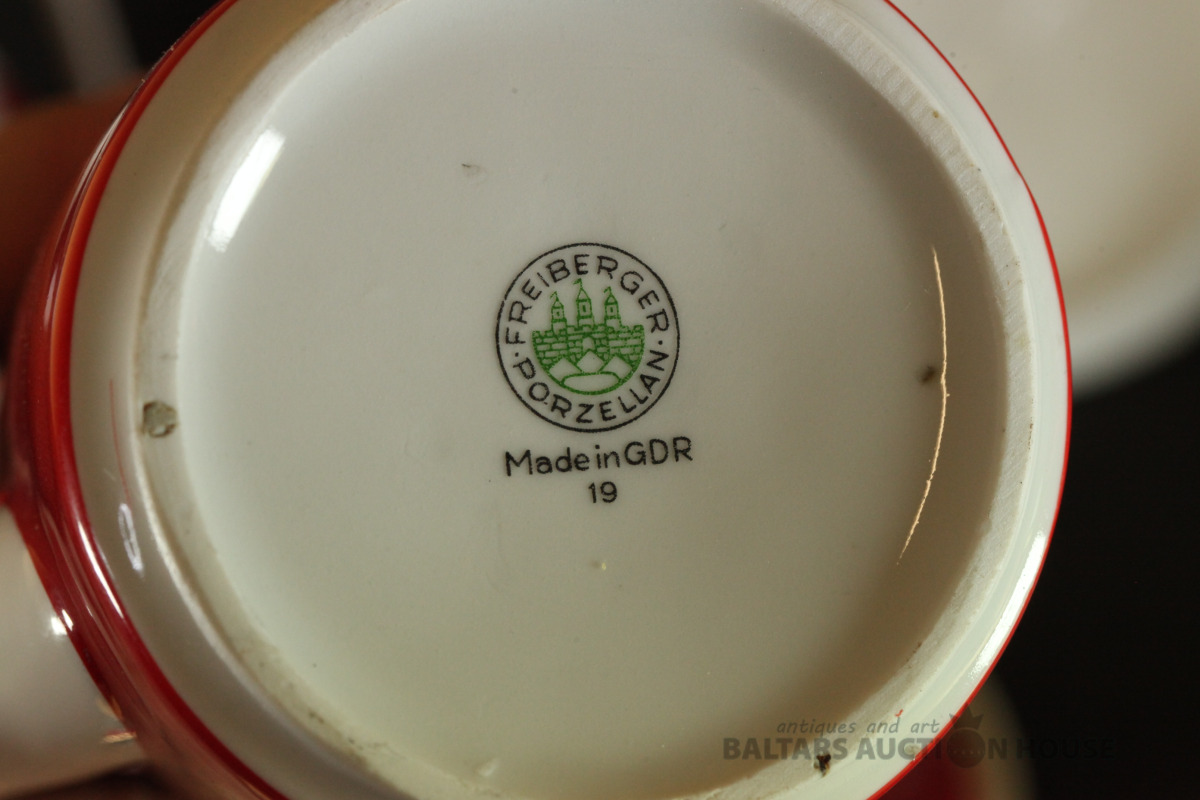 FREIBERGER
· PORZELLAN ·
Made in GDR
19
antiques and art
BALTARS AUCTION HOUSE